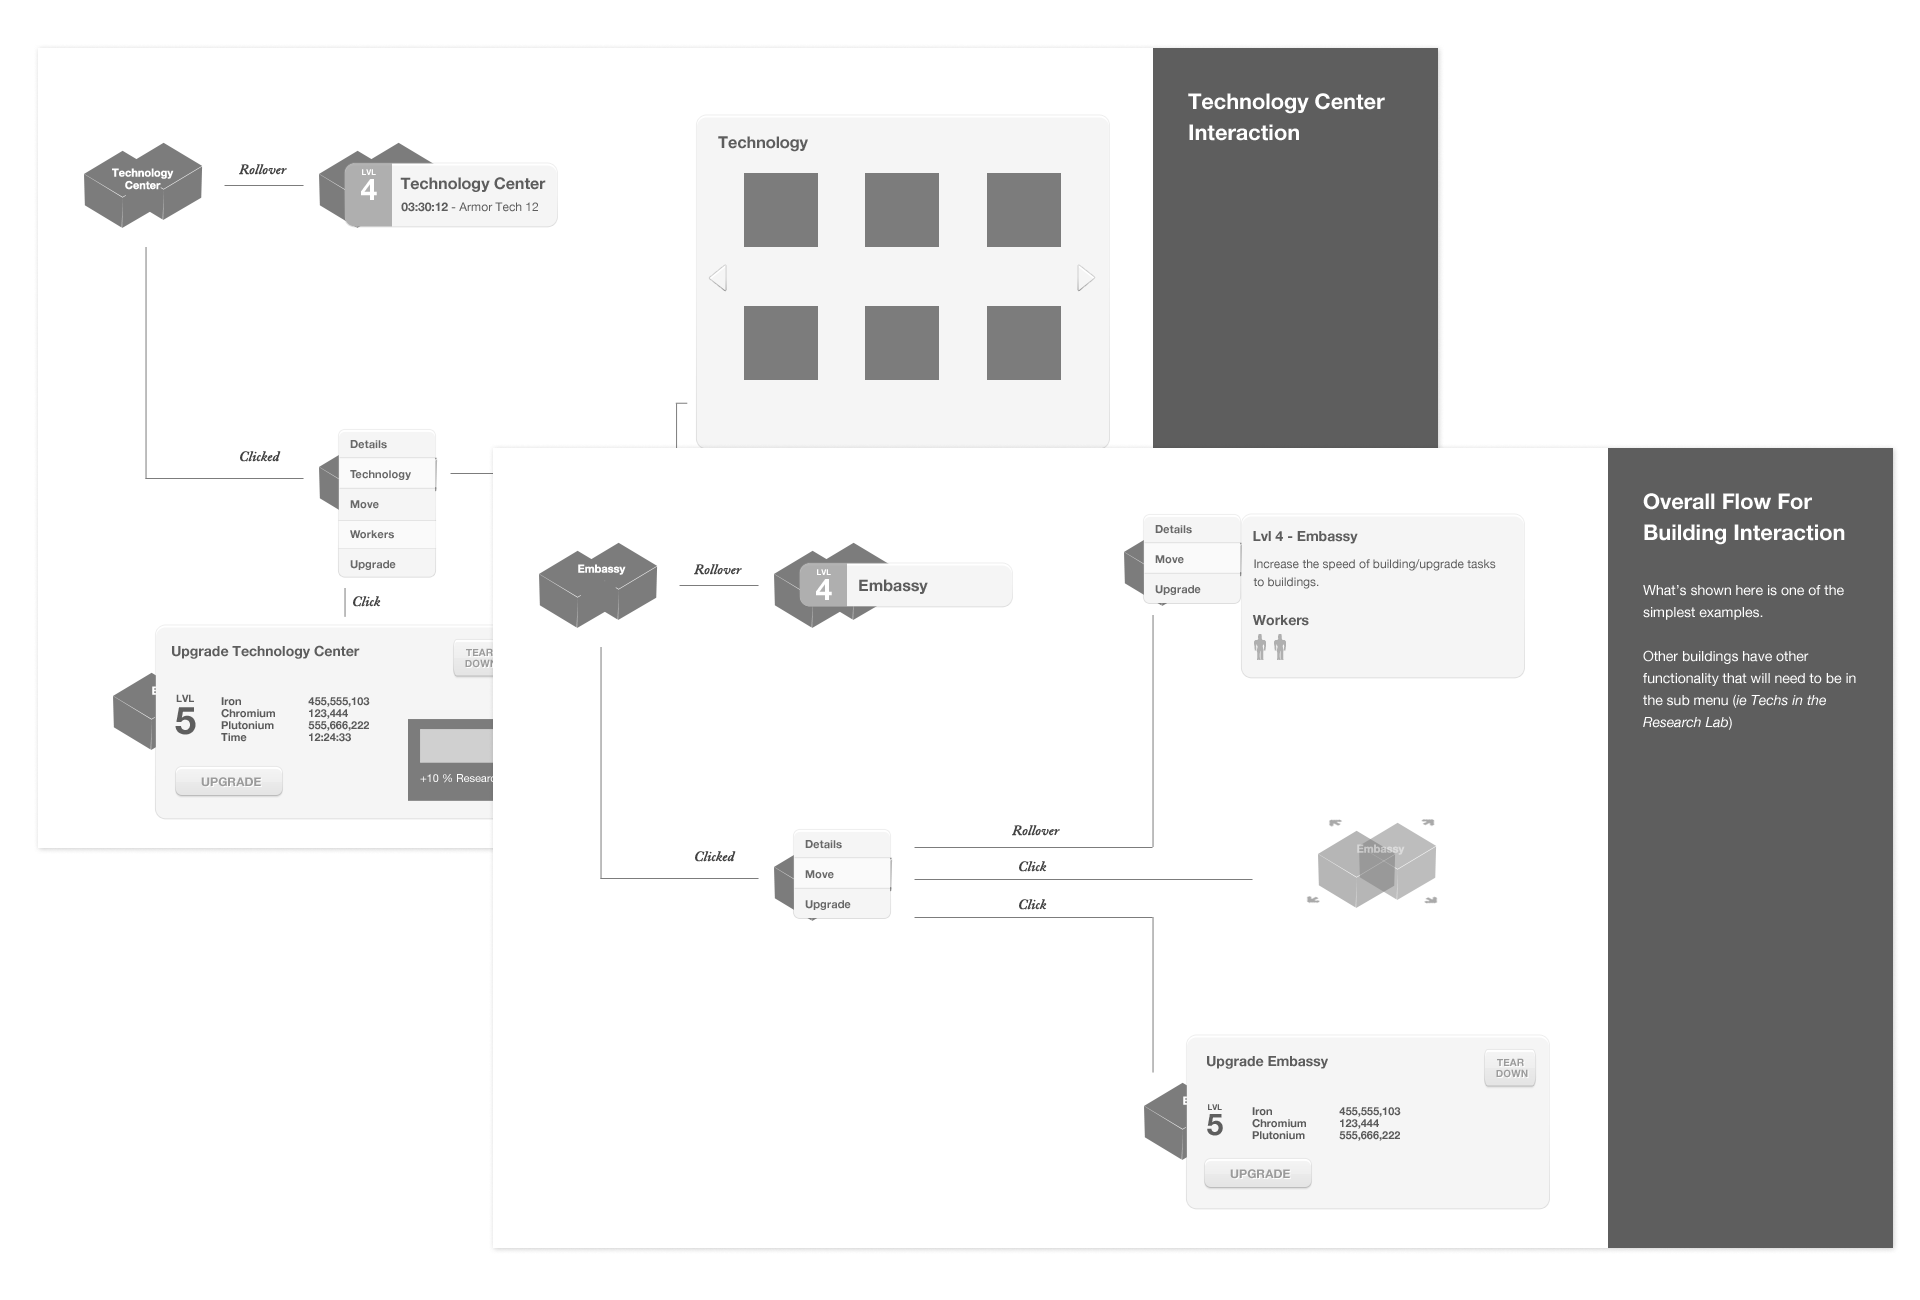 Technology Center
Interaction
Technology
Center
Rollover
LVL
4
Technology Center
03:30:12 - Armor Tech 12
Technology
Clicked
Details
Technology
Move
Workers
Upgrade
Click
Upgrade Technology Center
TEAR
LVL
5
Iron 455,555,103
Chromium 123,444
Plutonium 555,666,222
Time 12:24:33
UPGRADE
+10 %
Overall Flow For
Building Interaction
What's shown here is one of the
simplest examples.
Other buildings have other
functionality that will need to be in
the sub menu (ie Techs in the
Research Lab)
Embassy
Rollover
LVL
4
Embassy
Details
Move
Upgrade
Lvl 4 - Embassy
Increase the speed of building/upgrade tasks
to buildings.
Workers
Clicked
Details
Move
Upgrade
Rollover
Click
Click
Embassy
Upgrade Embassy
TEAR
DOWN
LVL
5
Iron 455,555,103
Chromium 123,444
Plutonium 555,666,222
UPGRADE